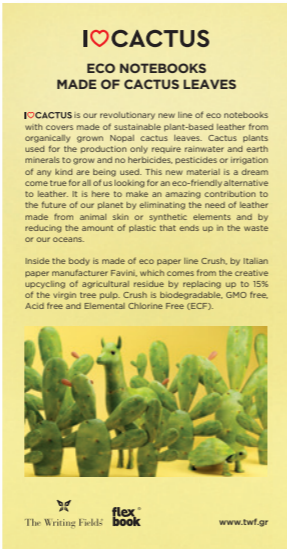 I♡CACTUS
ECO NOTEBOOKS
MADE OF CACTUS LEAVES
I♡CACTUS is our revolutionary new line of eco notebooks
with covers made of sustainable plant-based leather from
organically grown Nopal cactus leaves. Cactus plants
used for the production only require rainwater and earth
minerals to grow and no herbicides, pesticides or irrigation
of any kind are being used. This new material is a dream
come true for all of us looking for an eco-friendly alternative
to leather. It is here to make an amazing contribution to
the future of our planet by eliminating the need of leather
made from animal skin or synthetic elements and by
reducing the amount of plastic that ends up in the waste
or our oceans.
Inside the body is made of eco paper line Crush, by Italian
paper manufacturer Favini, which comes from the creative
upcycling of agricultural residue by replacing up to 15%
of the virgin tree pulp. Crush is biodegradable, GMO free,
Acid free and Elemental Chlorine Free (ECF).
The Writing Fields®
flex®
book
www.twf.gr